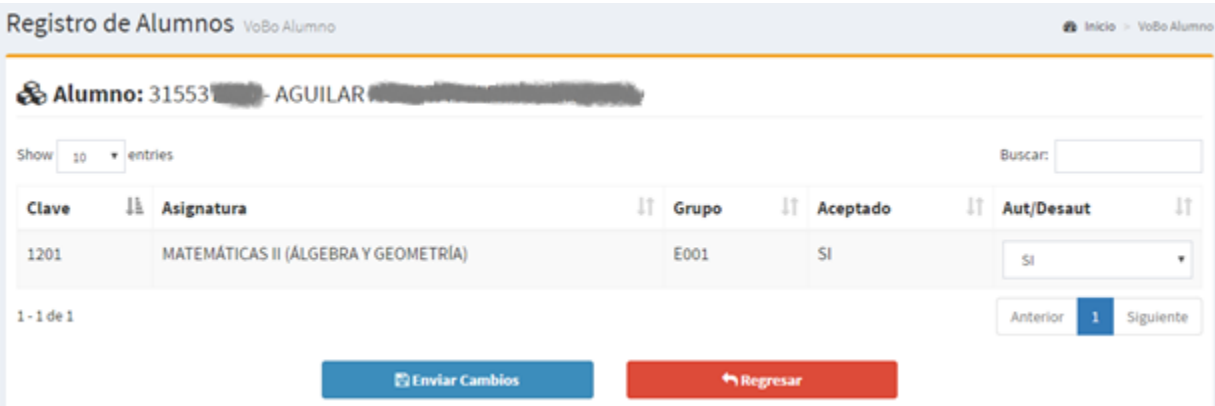 Registro de Alumnos VoBo Alumno
Inicio > VoBo Alumno
Alumno: 31553 - AGUILAR
Show 10 entries
Buscar:
Clave Asignatura Grupo Aceptado Aut/Desaut
1201 MATEMÁTICAS II (ÁLGEBRA Y GEOMETRÍA) E001 SI SI
1 - 1 de 1
Anterior 1 Siguiente
Enviar Cambios
Regresar